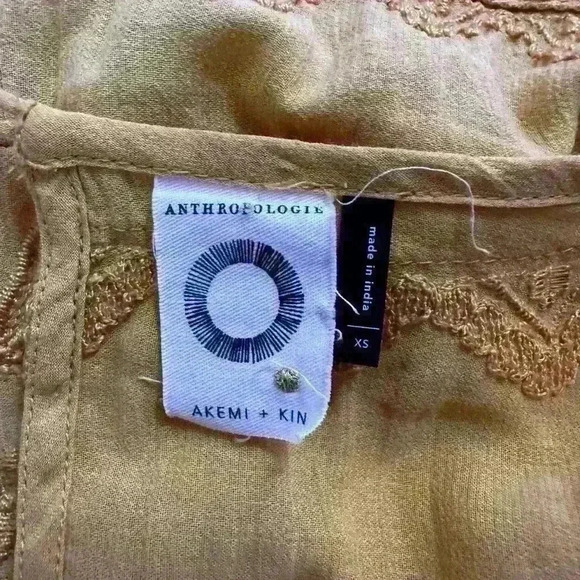 ANTHROPOLOGIE
AKEMI + KIN
made in india
XS